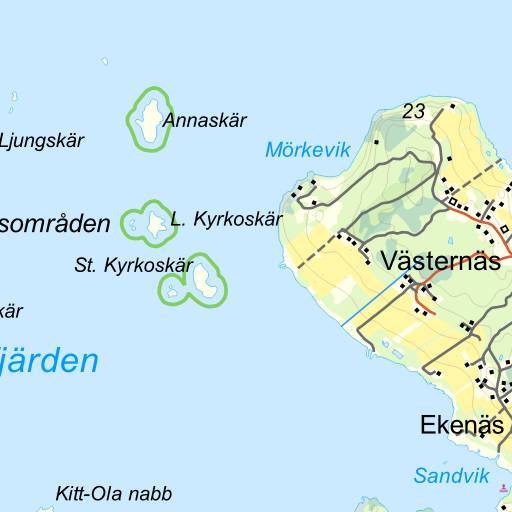 23
Annaskär
Ljungskär
Mörkevik
L. Kyrkoskär
sområden
St. Kyrkoskär
Västernäs
kär
järden
Ekenäs
Sandvik
Kitt-Ola nabb